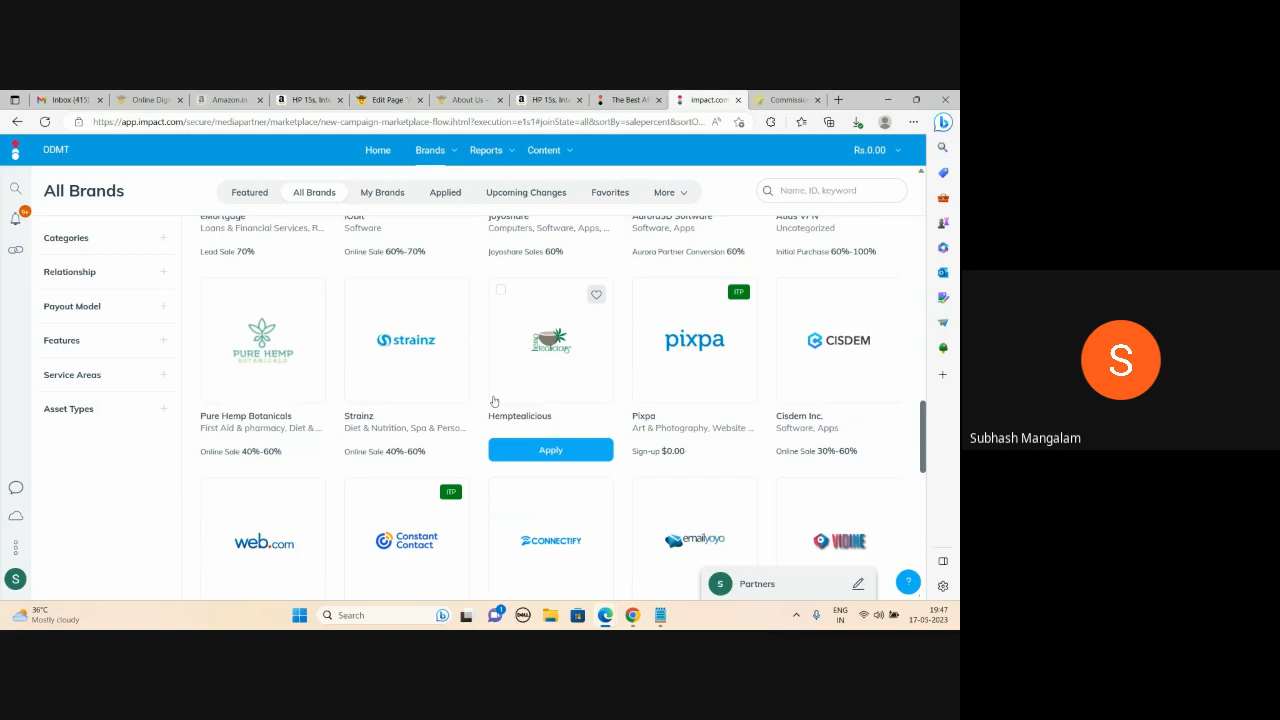 Inbox (415)
Online Digi
Amazon.in
HP 15s, Inte
Edit Page "A
About Us –
HP 15s, Inte
The Best Af
impact.com
Commissio
https://app.impact.com/secure/mediapartner/marketplace/new-campaign-marketplace-flow.ihtml?execution=e1s1#joinState=all&sortBy=salepercent&sortO...
ODMT
Home
Brands
Reports
Content
Rs.0.00
All Brands
Featured
All Brands
My Brands
Applied
Upcoming Changes
Favorites
More
Name, ID, keyword
9+
Categories
Relationship
Payout Model
Features
Service Areas
Asset Types
eMortgage
IObit
Joyoshare
Aurora3D Software
Atlas VPN
Loans & Financial Services, R...
Software
Computers, Software, Apps, ...
Software, Apps
Uncategorized
Lead Sale 70%
Online Sale 60%-70%
Joyoshare Sales 60%
Aurora Partner Conversion 60%
Initial Purchase 60%-100%
ITP
PURE HEMP
BOTANICALS
strainz
pixpa
CISDEM
Pure Hemp Botanicals
Strainz
Hemptealicious
Pixpa
Cisdem Inc.
First Aid & pharmacy, Diet & ...
Diet & Nutrition, Spa & Perso...
Art & Photography, Website ...
Software, Apps
Online Sale 40%-60%
Online Sale 40%-60%
Apply
Sign-up $0.00
Online Sale 30%-60%
ITP
web.com
Constant
Contact
CONNECTIFY
emailyoyo
VIDINE
S
Partners
?
S
36°C
Mostly cloudy
Search
1
DELL
ENG
IN
19:47
17-05-2023
S
Subhash Mangalam